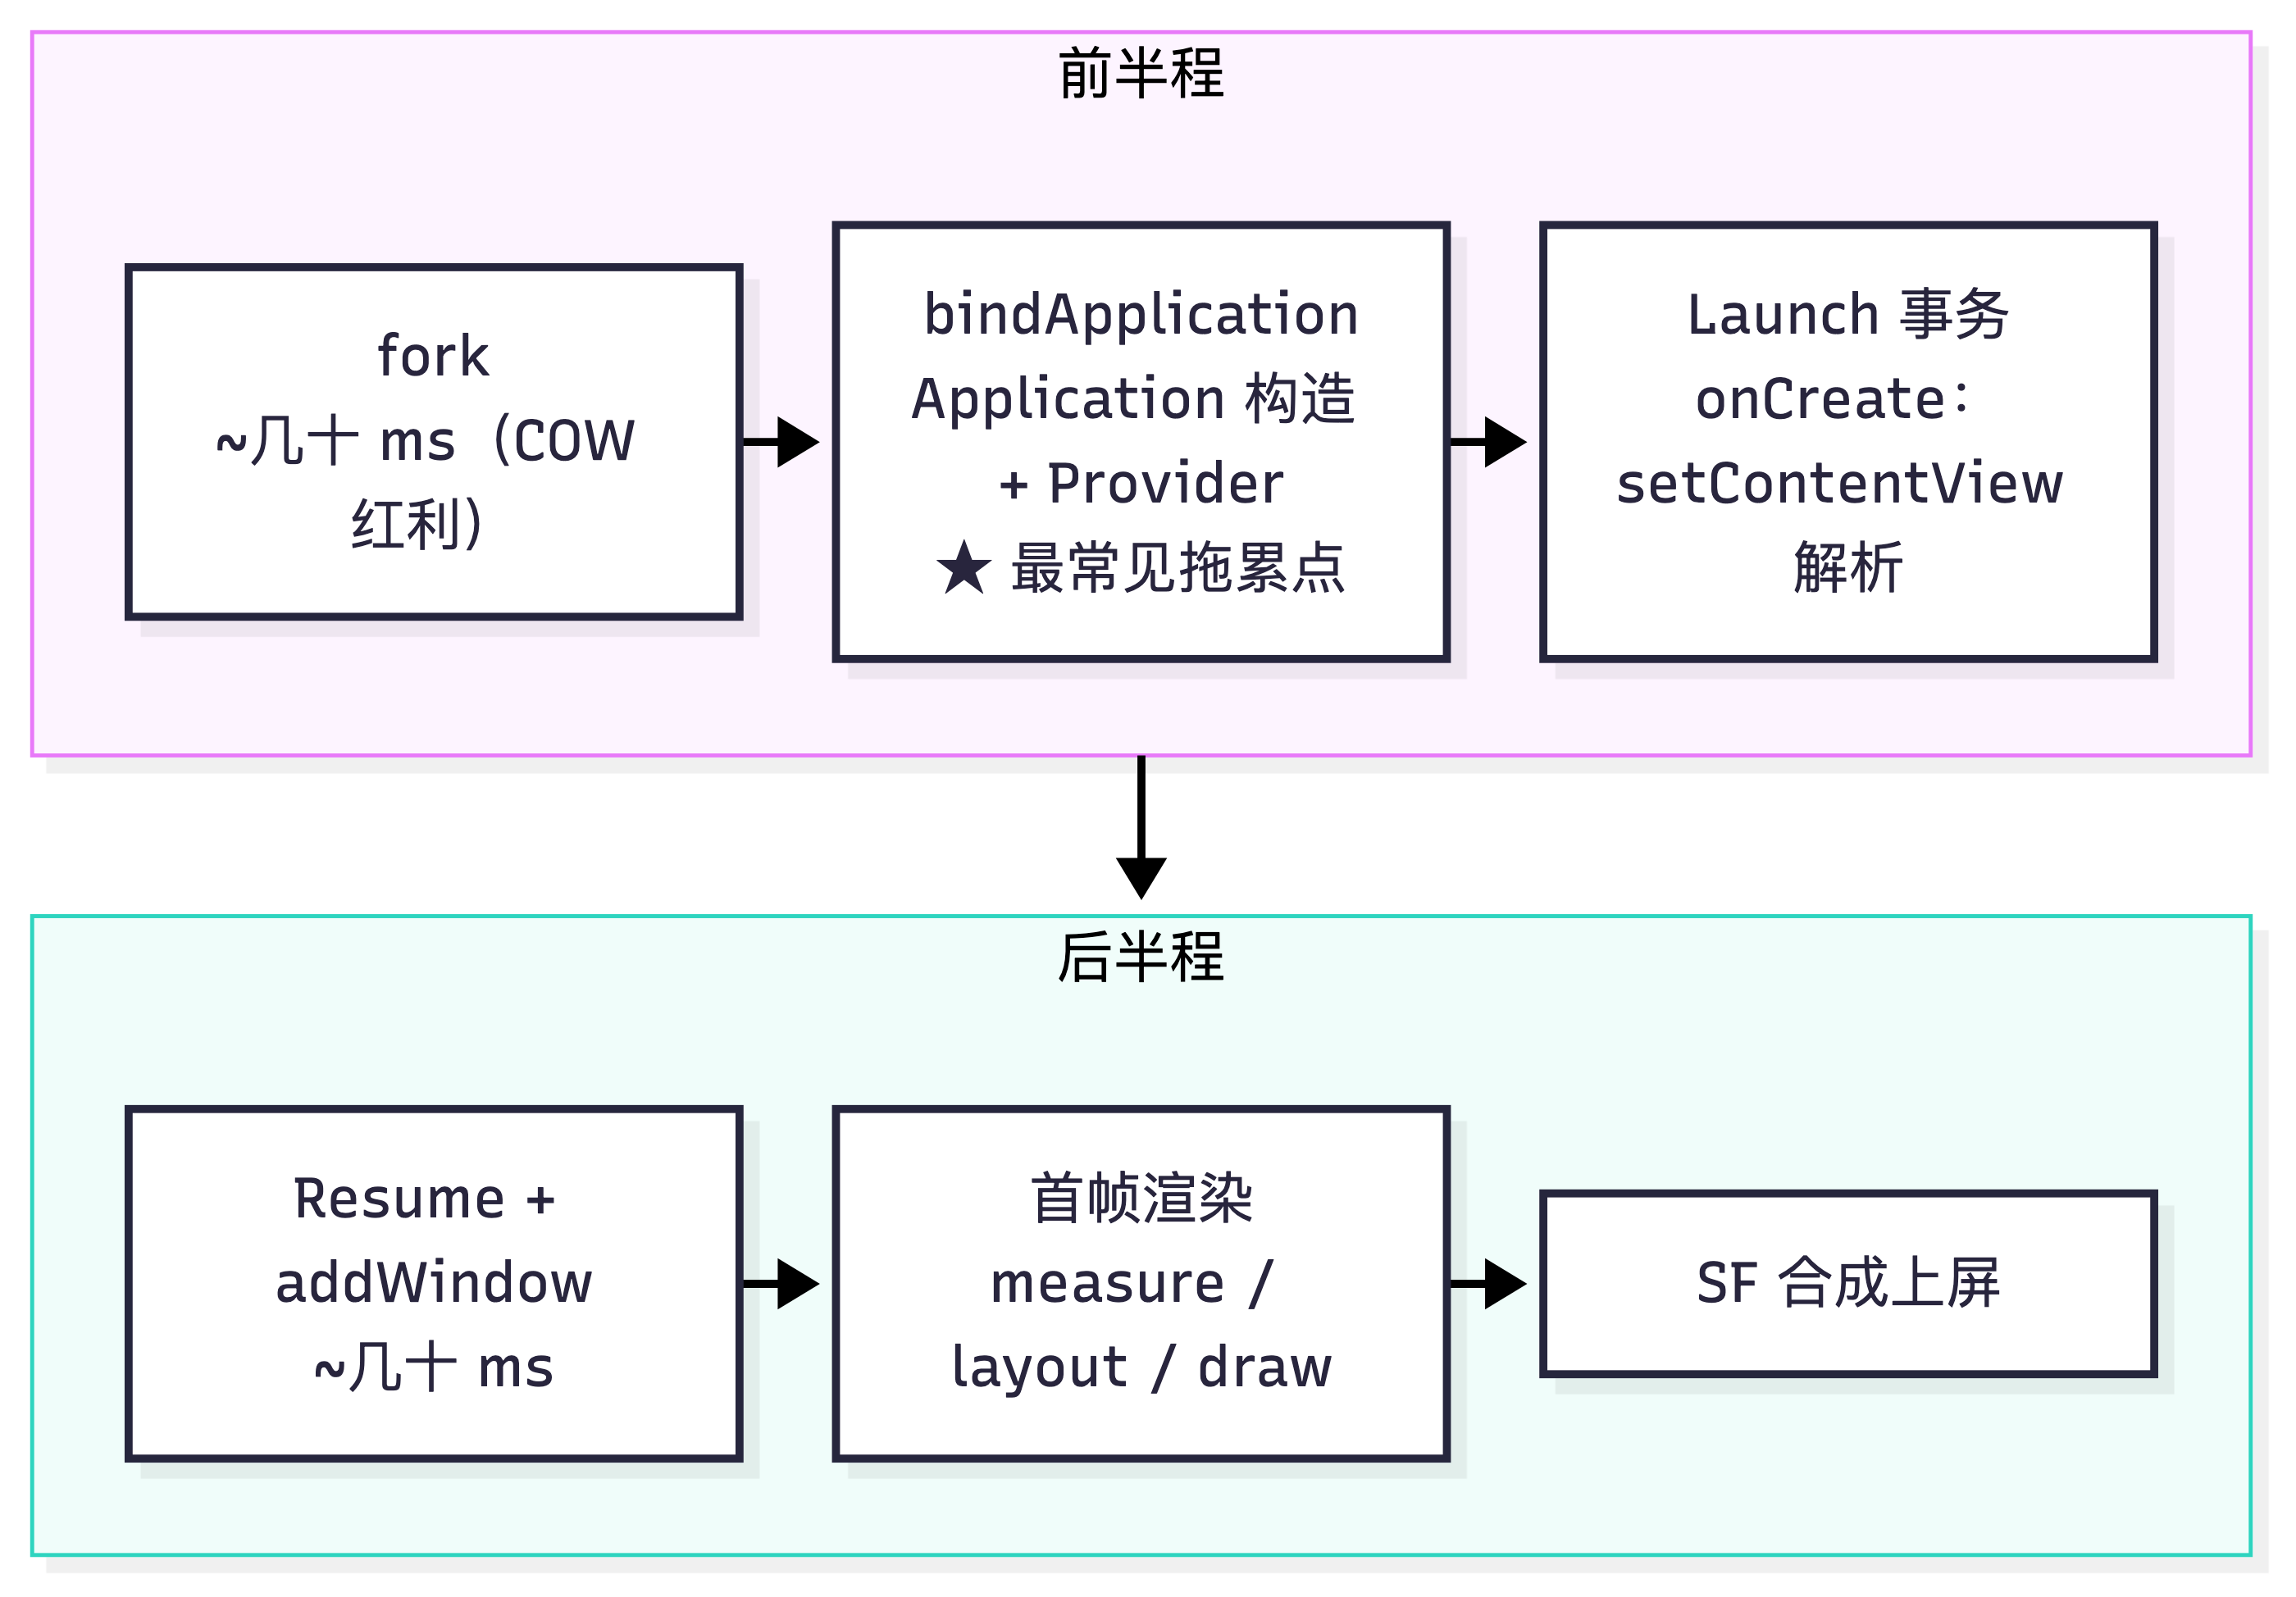 前半程
fork
~几十 ms（COW
红利）
bindApplication
Application 构造
+ Provider
★ 最常见拖累点
Launch 事务
onCreate：
setContentView
解析
后半程
Resume +
addWindow
~几十 ms
首帧渲染
measure /
layout / draw
SF 合成上屏